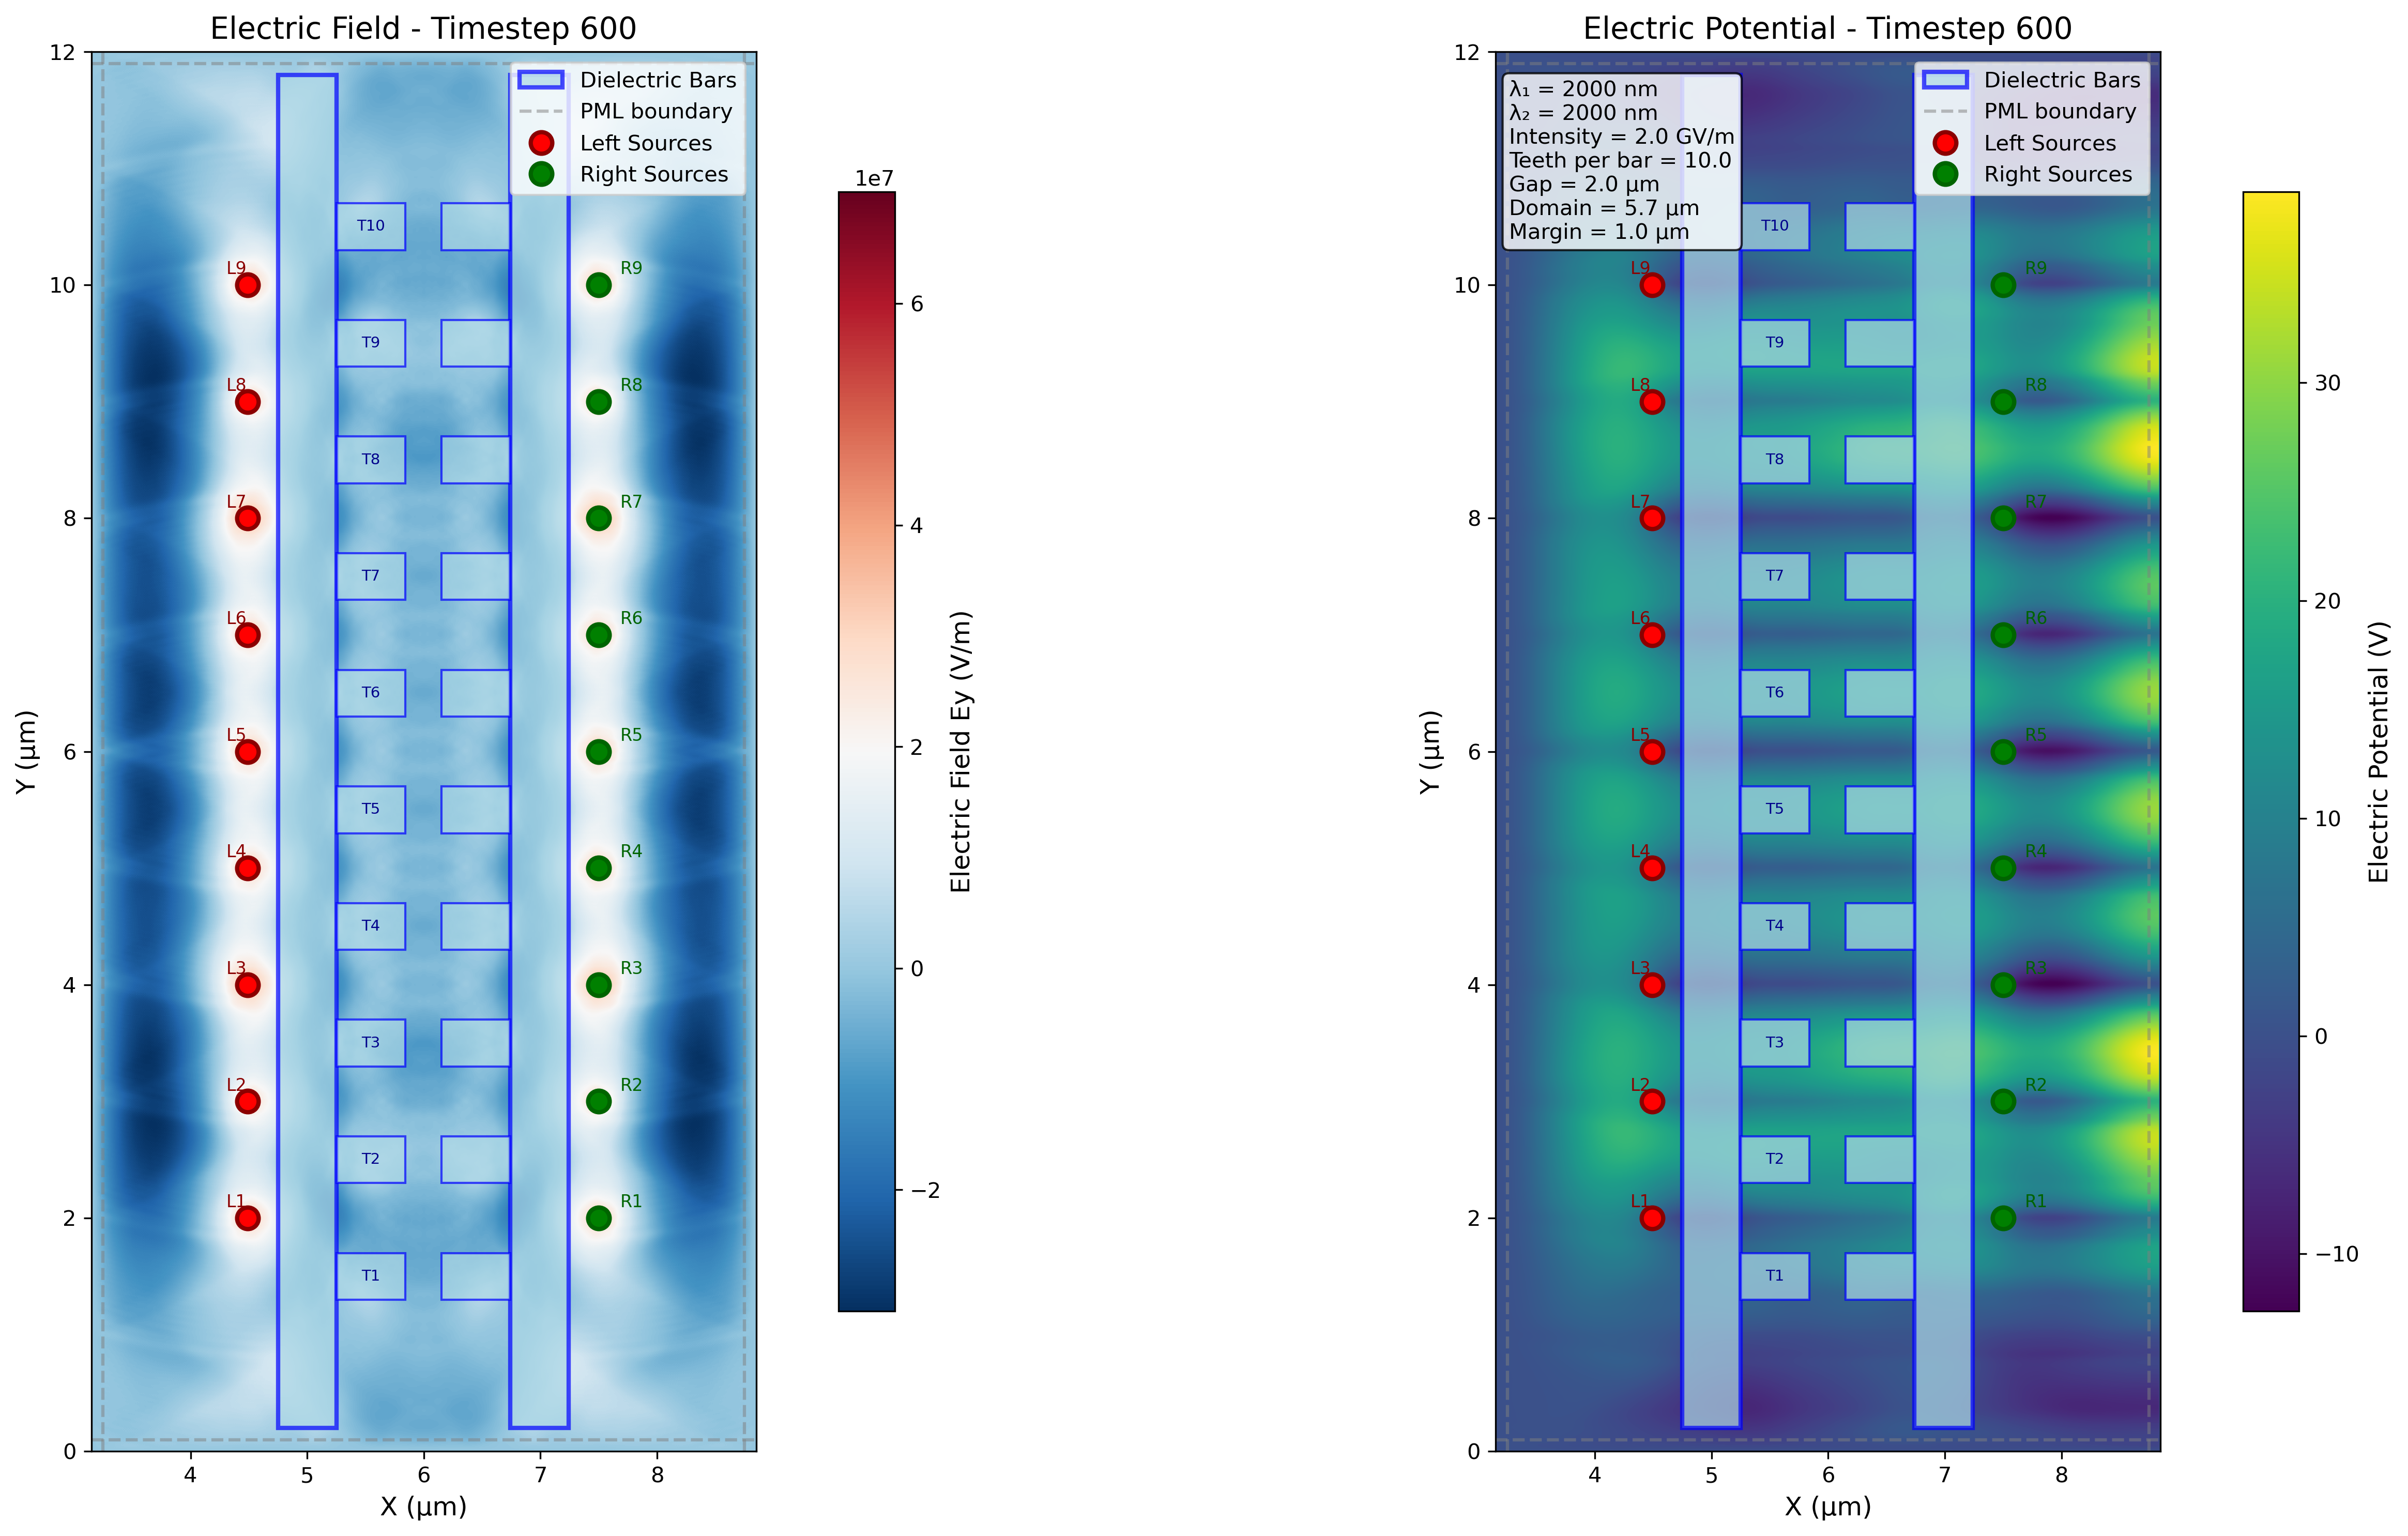 Electric Field - Timestep 600
12
10
8
6
4
2
0
4
5
6
7
8
Y (μm)
X (μm)
Dielectric Bars
PML boundary
Left Sources
Right Sources
T10
L9
R9
T9
L8
R8
T8
L7
R7
T7
L6
R6
T6
L5
R5
T5
L4
R4
T4
L3
R3
T3
L2
R2
T2
L1
R1
T1
1e7
6
4
2
0
−2
Electric Field Ey (V/m)
Electric Potential - Timestep 600
12
10
8
6
4
2
0
4
5
6
7
8
Y (μm)
X (μm)
λ₁ = 2000 nm
λ₂ = 2000 nm
Intensity = 2.0 GV/m
Teeth per bar = 10.0
Gap = 2.0 μm
Domain = 5.7 μm
Margin = 1.0 μm
Dielectric Bars
PML boundary
Left Sources
Right Sources
T10
L9
R9
T9
L8
R8
T8
L7
R7
T7
L6
R6
T6
L5
R5
T5
L4
R4
T4
L3
R3
T3
L2
R2
T2
L1
R1
T1
30
20
10
0
−10
Electric Potential (V)